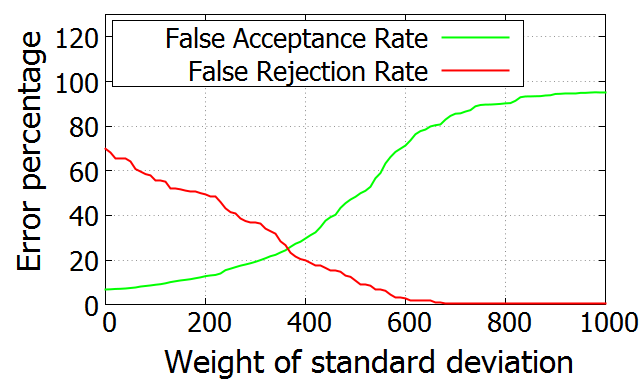 False Acceptance Rate
False Rejection Rate
Error percentage
120
100
80
60
40
20
0
0 200 400 600 800 1000
Weight of standard deviation